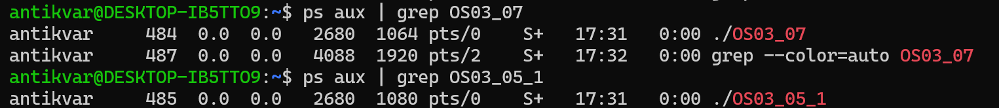 antikvar@DESKTOP-IB5TTO9:~$ ps aux | grep OS03_07
antikvar     484  0.0  0.0   2680  1064 pts/0    S+   17:31   0:00 ./OS03_07
antikvar     487  0.0  0.0   4088  1920 pts/2    S+   17:32   0:00 grep --color=auto OS03_07
antikvar@DESKTOP-IB5TTO9:~$ ps aux | grep OS03_05_1
antikvar     485  0.0  0.0   2680  1080 pts/0    S+   17:31   0:00 ./OS03_05_1